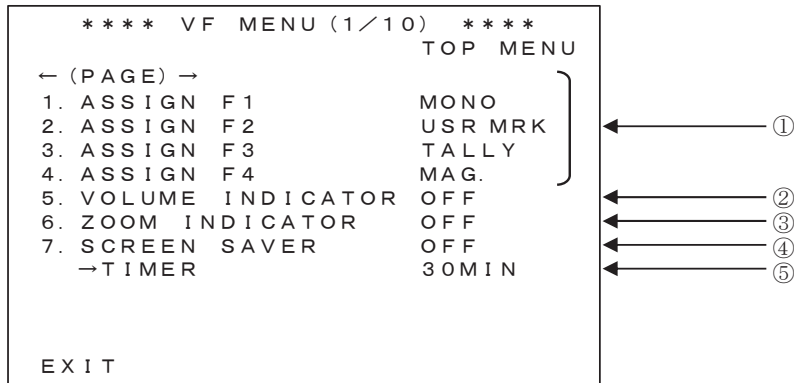 **** VF MENU(1／10) ****
TOP MENU
←(PAGE)→
1. ASSIGN F1 MONO
2. ASSIGN F2 USR MRK ①
3. ASSIGN F3 TALLY
4. ASSIGN F4 MAG.
5. VOLUME INDICATOR OFF ②
6. ZOOM INDICATOR OFF ③
7. SCREEN SAVER OFF ④
→TIMER 30MIN ⑤
EXIT